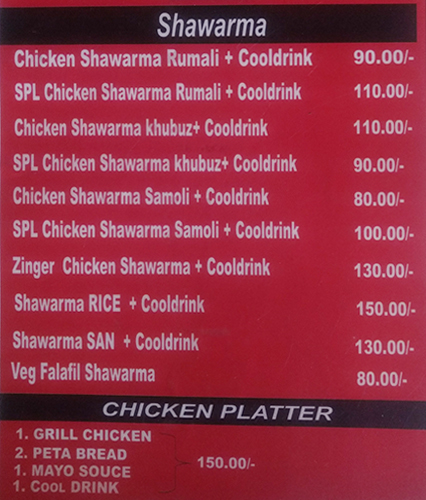 Shawarma
Chicken Shawarma Rumali + Cooldrink 90.00/-
SPL Chicken Shawarma Rumali + Cooldrink 110.00/-
Chicken Shawarma khubuz+ Cooldrink 110.00/-
SPL Chicken Shawarma khubuz+ Cooldrink 90.00/-
Chicken Shawarma Samoli + Cooldrink 80.00/-
SPL Chicken Shawarma Samoli + Cooldrink 100.00/-
Zinger Chicken Shawarma + Cooldrink 130.00/-
Shawarma RICE + Cooldrink 150.00/-
Shawarma SAN + Cooldrink 130.00/-
Veg Falafil Shawarma 80.00/-
CHICKEN PLATTER
1. GRILL CHICKEN
2. PETA BREAD
150.00/-
1. MAYO SOUCE
1. COOL DRINK